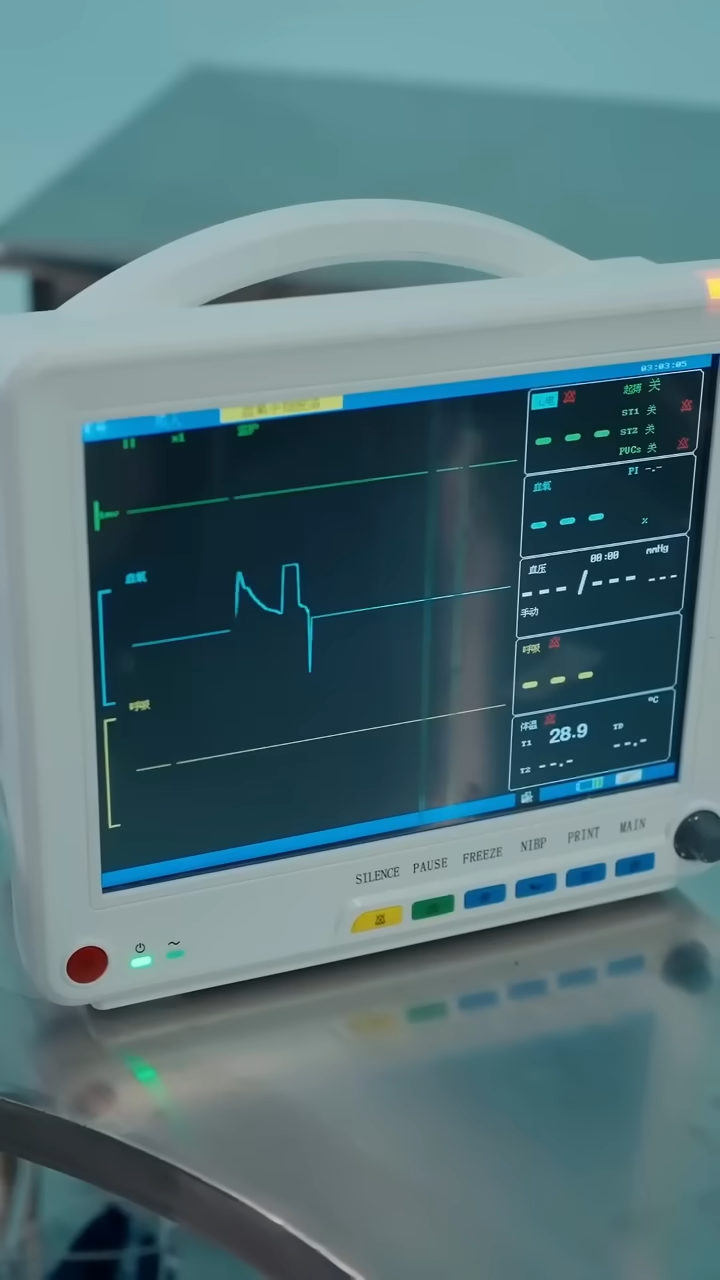 03:03:05
x1
起搏 关
ST1 关
ST2 关
PVCs 关
PI -.-
血氧
---
%
血氧
血压
00:00
mmHg
---/--- ---
手动
呼吸
呼吸
---
体温
°C
T1 28.9
TD
--.-
T2 --.-
SILENCE PAUSE FREEZE NIBP PRINT MAIN